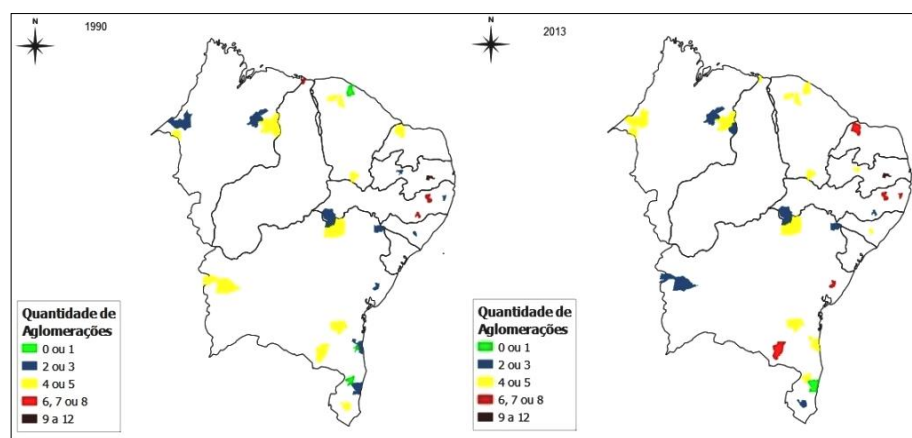 N
1990
Quantidade de
Aglomerações
0 ou 1
2 ou 3
4 ou 5
6, 7 ou 8
9 a 12
N
2013
Quantidade de
Aglomerações
0 ou 1
2 ou 3
4 ou 5
6, 7 ou 8
9 a 12